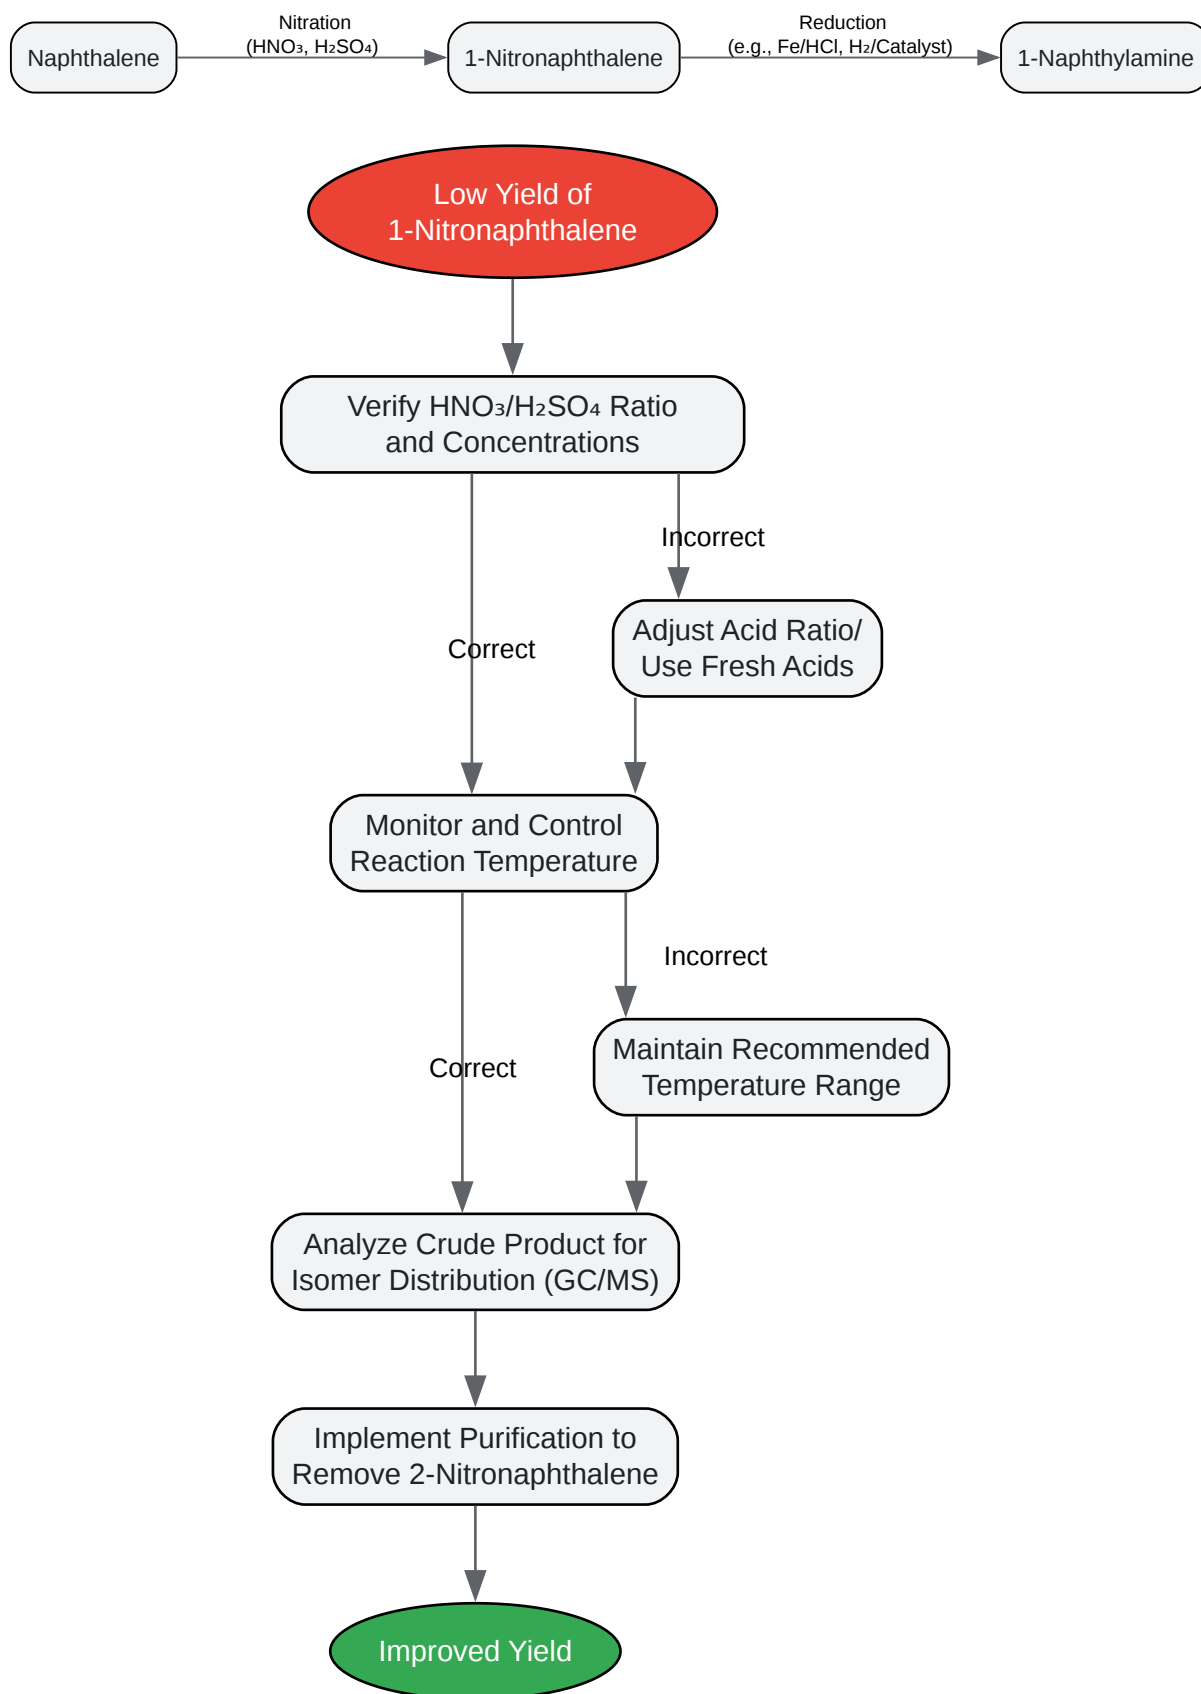 Naphthalene
Nitration
(HNO₃, H₂SO₄)
1-Nitronaphthalene
Reduction
(e.g., Fe/HCl, H₂/Catalyst)
1-Naphthylamine
Low Yield of
1-Nitronaphthalene
Verify HNO₃/H₂SO₄ Ratio
and Concentrations
Incorrect
Correct
Adjust Acid Ratio/
Use Fresh Acids
Monitor and Control
Reaction Temperature
Incorrect
Correct
Maintain Recommended
Temperature Range
Analyze Crude Product for
Isomer Distribution (GC/MS)
Implement Purification to
Remove 2-Nitronaphthalene
Improved Yield